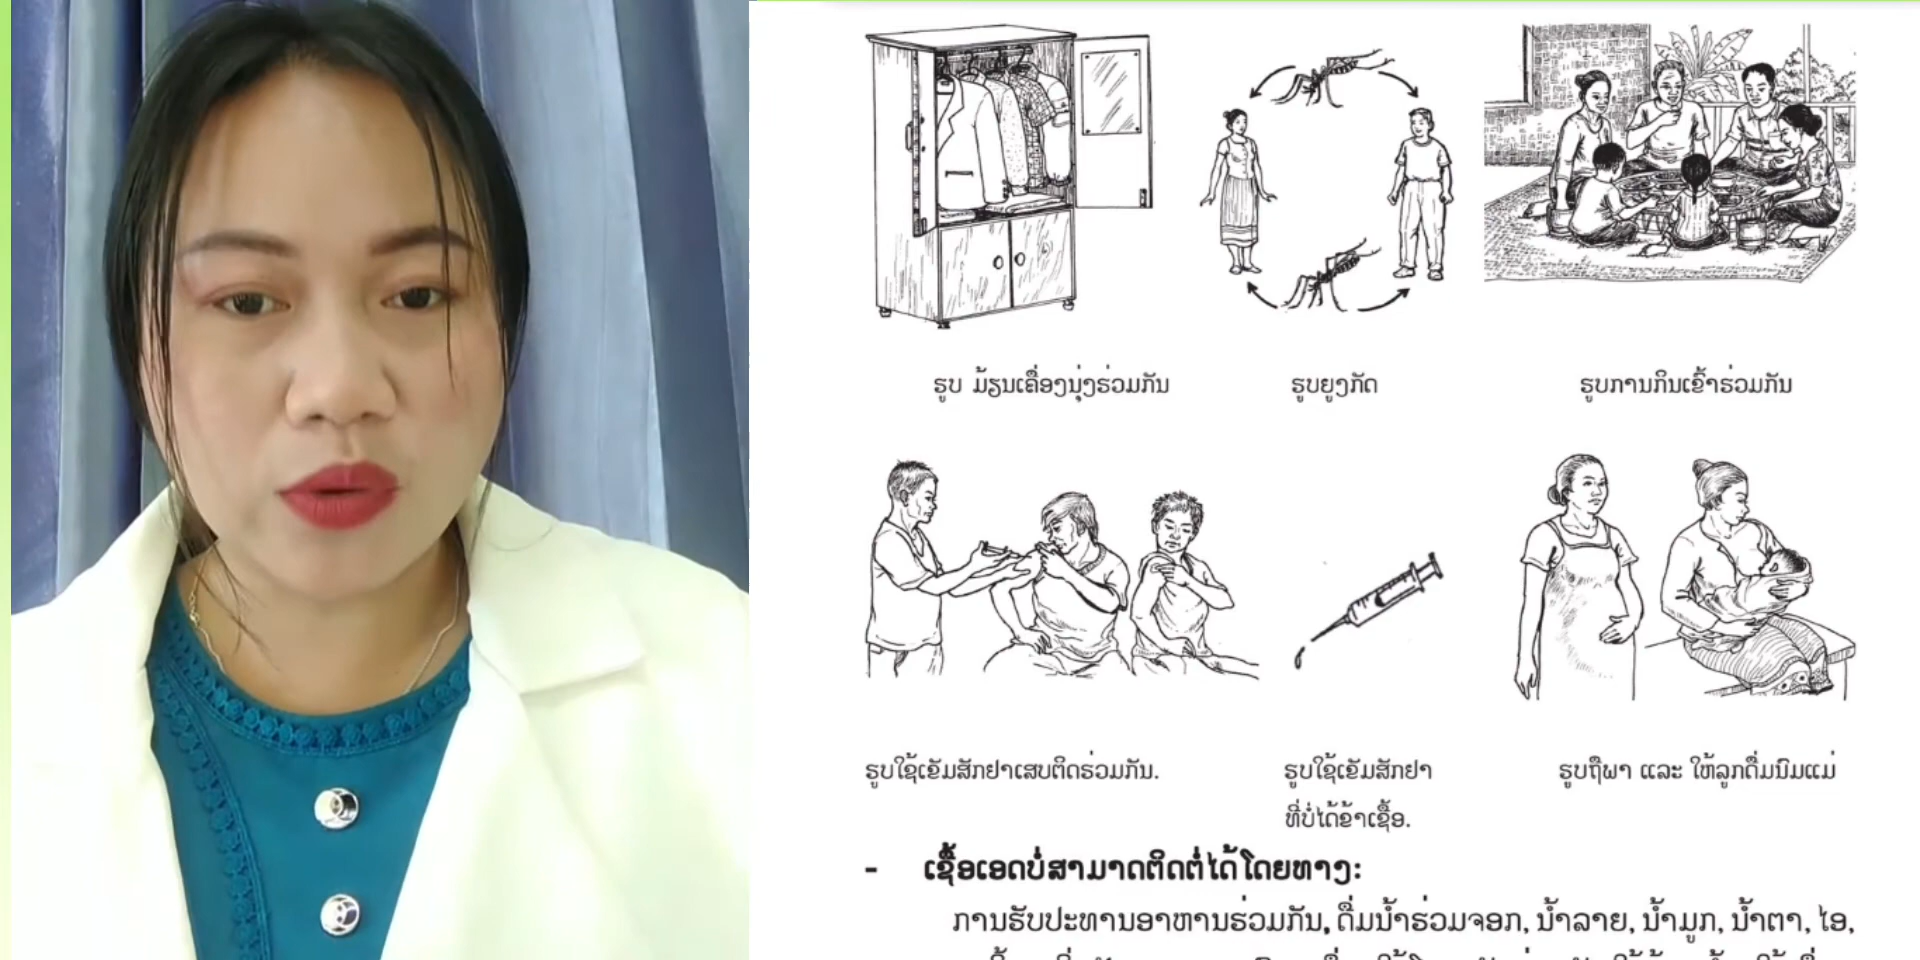 ຮູບ ມ້ຽນເຄື່ອງນຸ່ງຮ່ວມກັນ
ຮູບຍູງກັດ
ຮູບການກິນເຂົ້າຮ່ວມກັນ
ຮູບໃຊ້ເຂັມສັກຢາເສບຕິດຮ່ວມກັນ.
ຮູບໃຊ້ເຂັມສັກຢາ
ທີ່ບໍ່ໄດ້ຂ້າເຊື້ອ.
ຮູບຖືພາ ແລະ ໃຫ້ລູກດື່ມນົມແມ່
- ເຊື້ອເອດບໍ່ສາມາດຕິດຕໍ່ໄດ້ໂດຍທາງ:
ການຮັບປະທານອາຫານຮ່ວມກັນ, ດື່ມນ້ຳຮ່ວມຈອກ, ນ້ຳລາຍ, ນ້ຳມູກ, ນ້ຳຕາ, ໄອ,